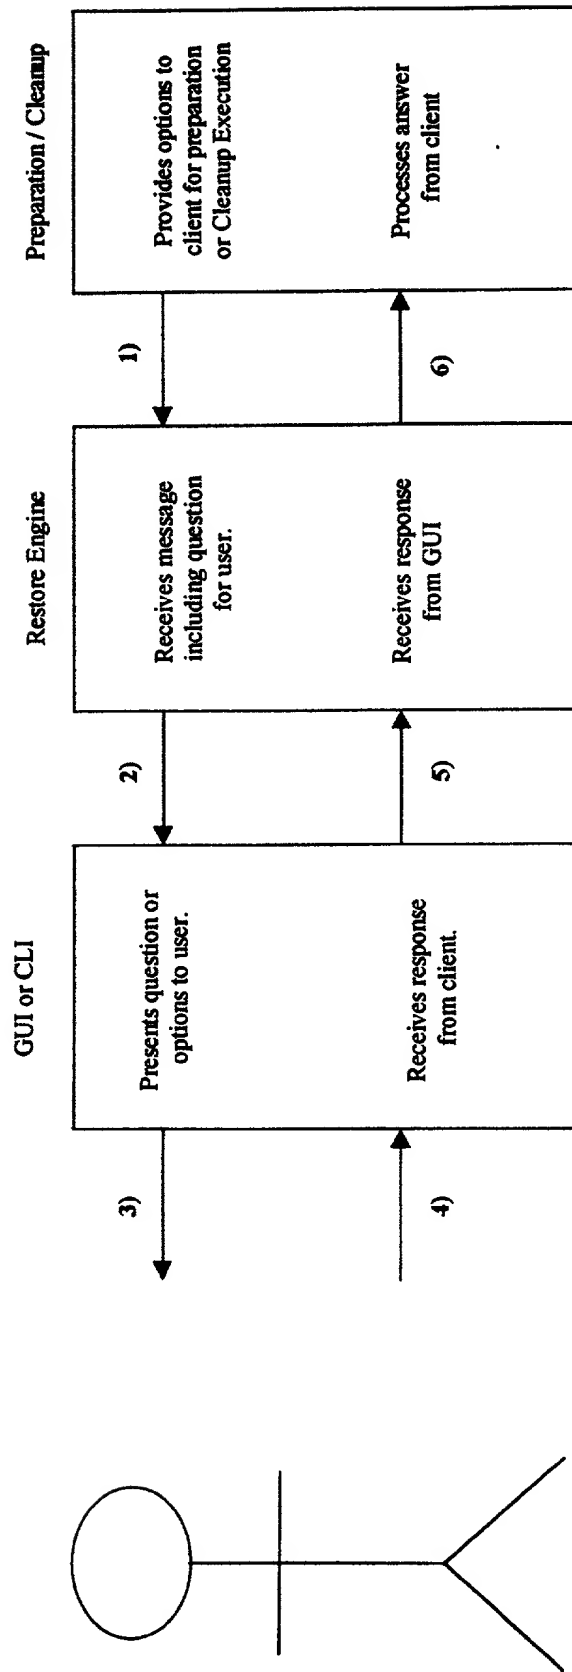 GUI or CLI
Presents question or
options to user.
Receives response
from client.
3)
4)
2)
5)
Restore Engine
Receives message
including question
for user.
Receives response
from GUI
1)
6)
Preparation / Cleanup
Provides options to
client for preparation
or Cleanup Execution
Processes answer
from client